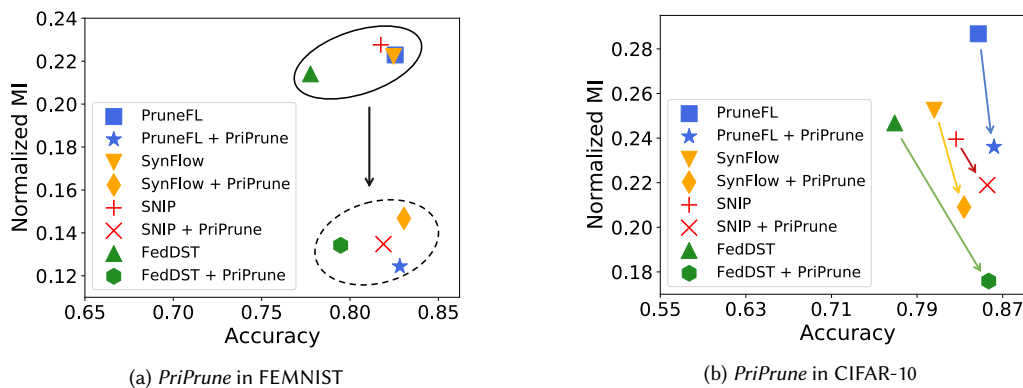 0.24
0.22
0.20
0.18
0.16
0.14
0.12
Normalized MI
PruneFL
PruneFL + PriPrune
SynFlow
SynFlow + PriPrune
SNIP
SNIP + PriPrune
FedDST
FedDST + PriPrune
0.65 0.70 0.75 0.80 0.85
Accuracy
(a) PriPrune in FEMNIST
0.28
0.26
0.24
0.22
0.20
0.18
Normalized MI
PruneFL
PruneFL + PriPrune
SynFlow
SynFlow + PriPrune
SNIP
SNIP + PriPrune
FedDST
FedDST + PriPrune
0.55 0.63 0.71 0.79 0.87
Accuracy
(b) PriPrune in CIFAR-10